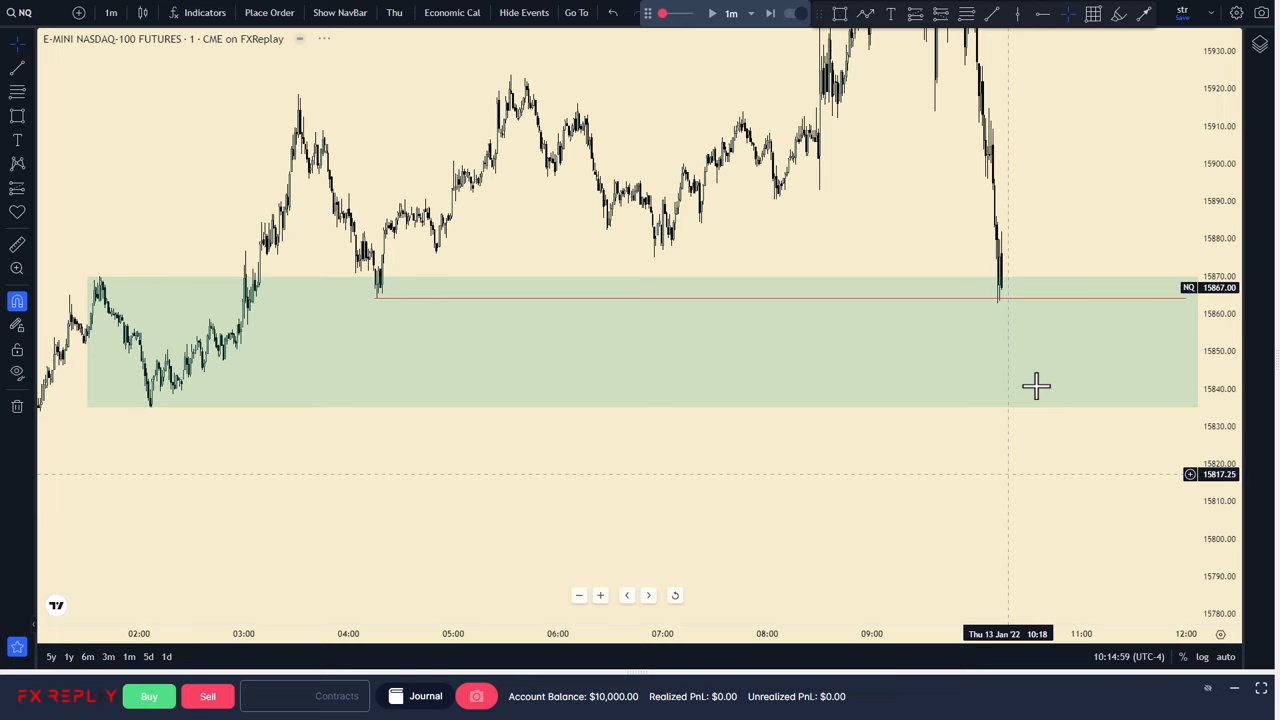 NQ 1m Indicators Place Order Show NavBar Thu Economic Cal Hide Events Go To 1m str Save
E-MINI NASDAQ-100 FUTURES · 1 · CME on FXReplay
15930.00
15920.00
15910.00
15900.00
15890.00
15880.00
15870.00
NQ 15867.00
15860.00
15850.00
15840.00
15830.00
15820.00
15817.25
15810.00
15800.00
15790.00
15780.00
02:00 03:00 04:00 05:00 06:00 07:00 08:00 09:00 Thu 13 Jan '22 10:18 11:00 12:00
5y 1y 6m 3m 1m 5d 1d 10:14:59 (UTC-4) % log auto
FX REPLAY Buy Sell Contracts Journal Account Balance: $10,000.00 Realized PnL: $0.00 Unrealized PnL: $0.00